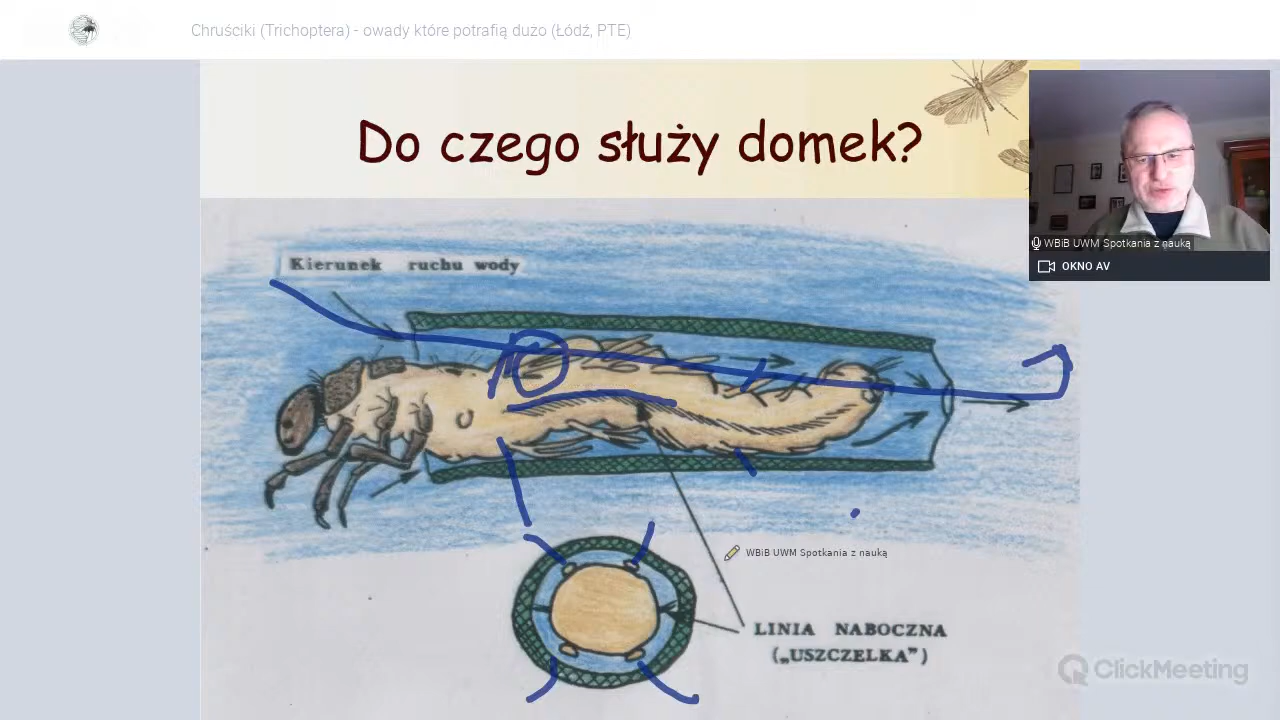 Chruściki (Trichoptera) - owady które potrafią dużo (Łódź, PTE)
Do czego służy domek?
WBiB UWM Spotkania z nauką
OKNO AV
Kierunek ruchu wody
WBiB UWM Spotkania z nauką
LINIA NABOCZNA
(„USZCZELKA”)
ClickMeeting